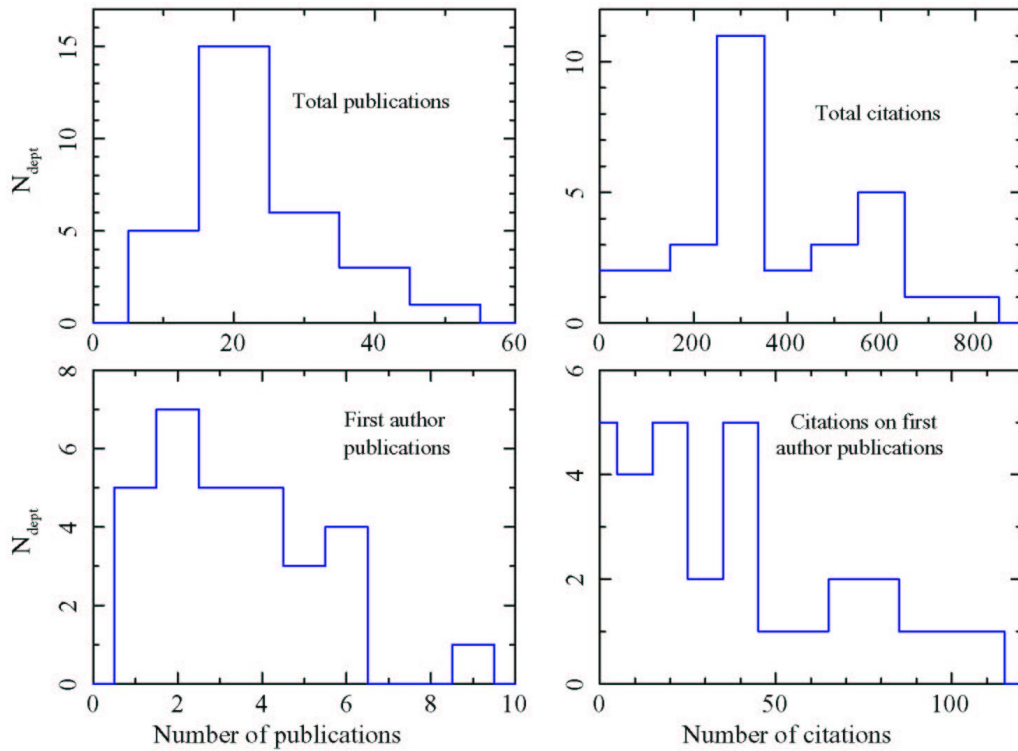 15
10
5
0
N_dept
Total publications
0 20 40 60
10
5
0
Total citations
0 200 400 600 800
8
6
4
2
0
N_dept
First author
publications
0 2 4 6 8 10
Number of publications
6
4
2
0
Citations on first
author publications
0 50 100
Number of citations